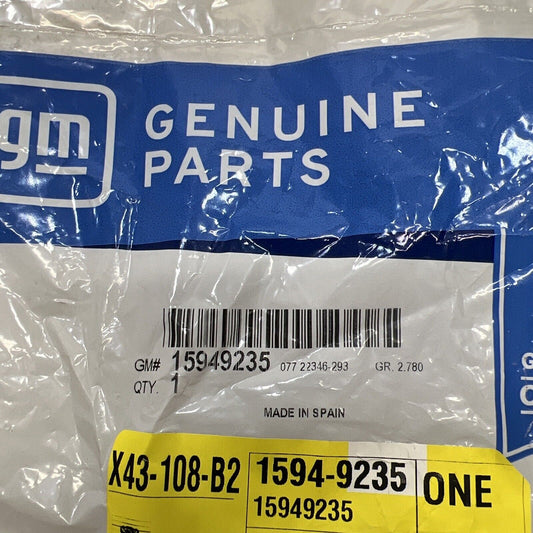 gm
GENUINE
PARTS
GM# 15949235 077 22346-293 GR. 2.780
QTY. 1
MADE IN SPAIN
X43-108-B2 1594-9235 ONE
15949235